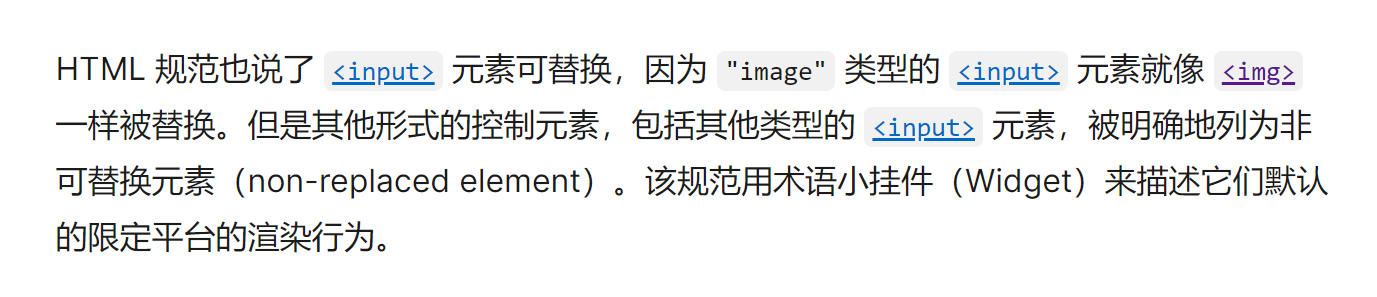 HTML 规范也说了 <input> 元素可替换，因为 "image" 类型的 <input> 元素就像 <img>
一样被替换。但是其他形式的控制元素，包括其他类型的 <input> 元素，被明确地列为非
可替换元素（non-replaced element）。该规范用术语小挂件（Widget）来描述它们默认
的限定平台的渲染行为。